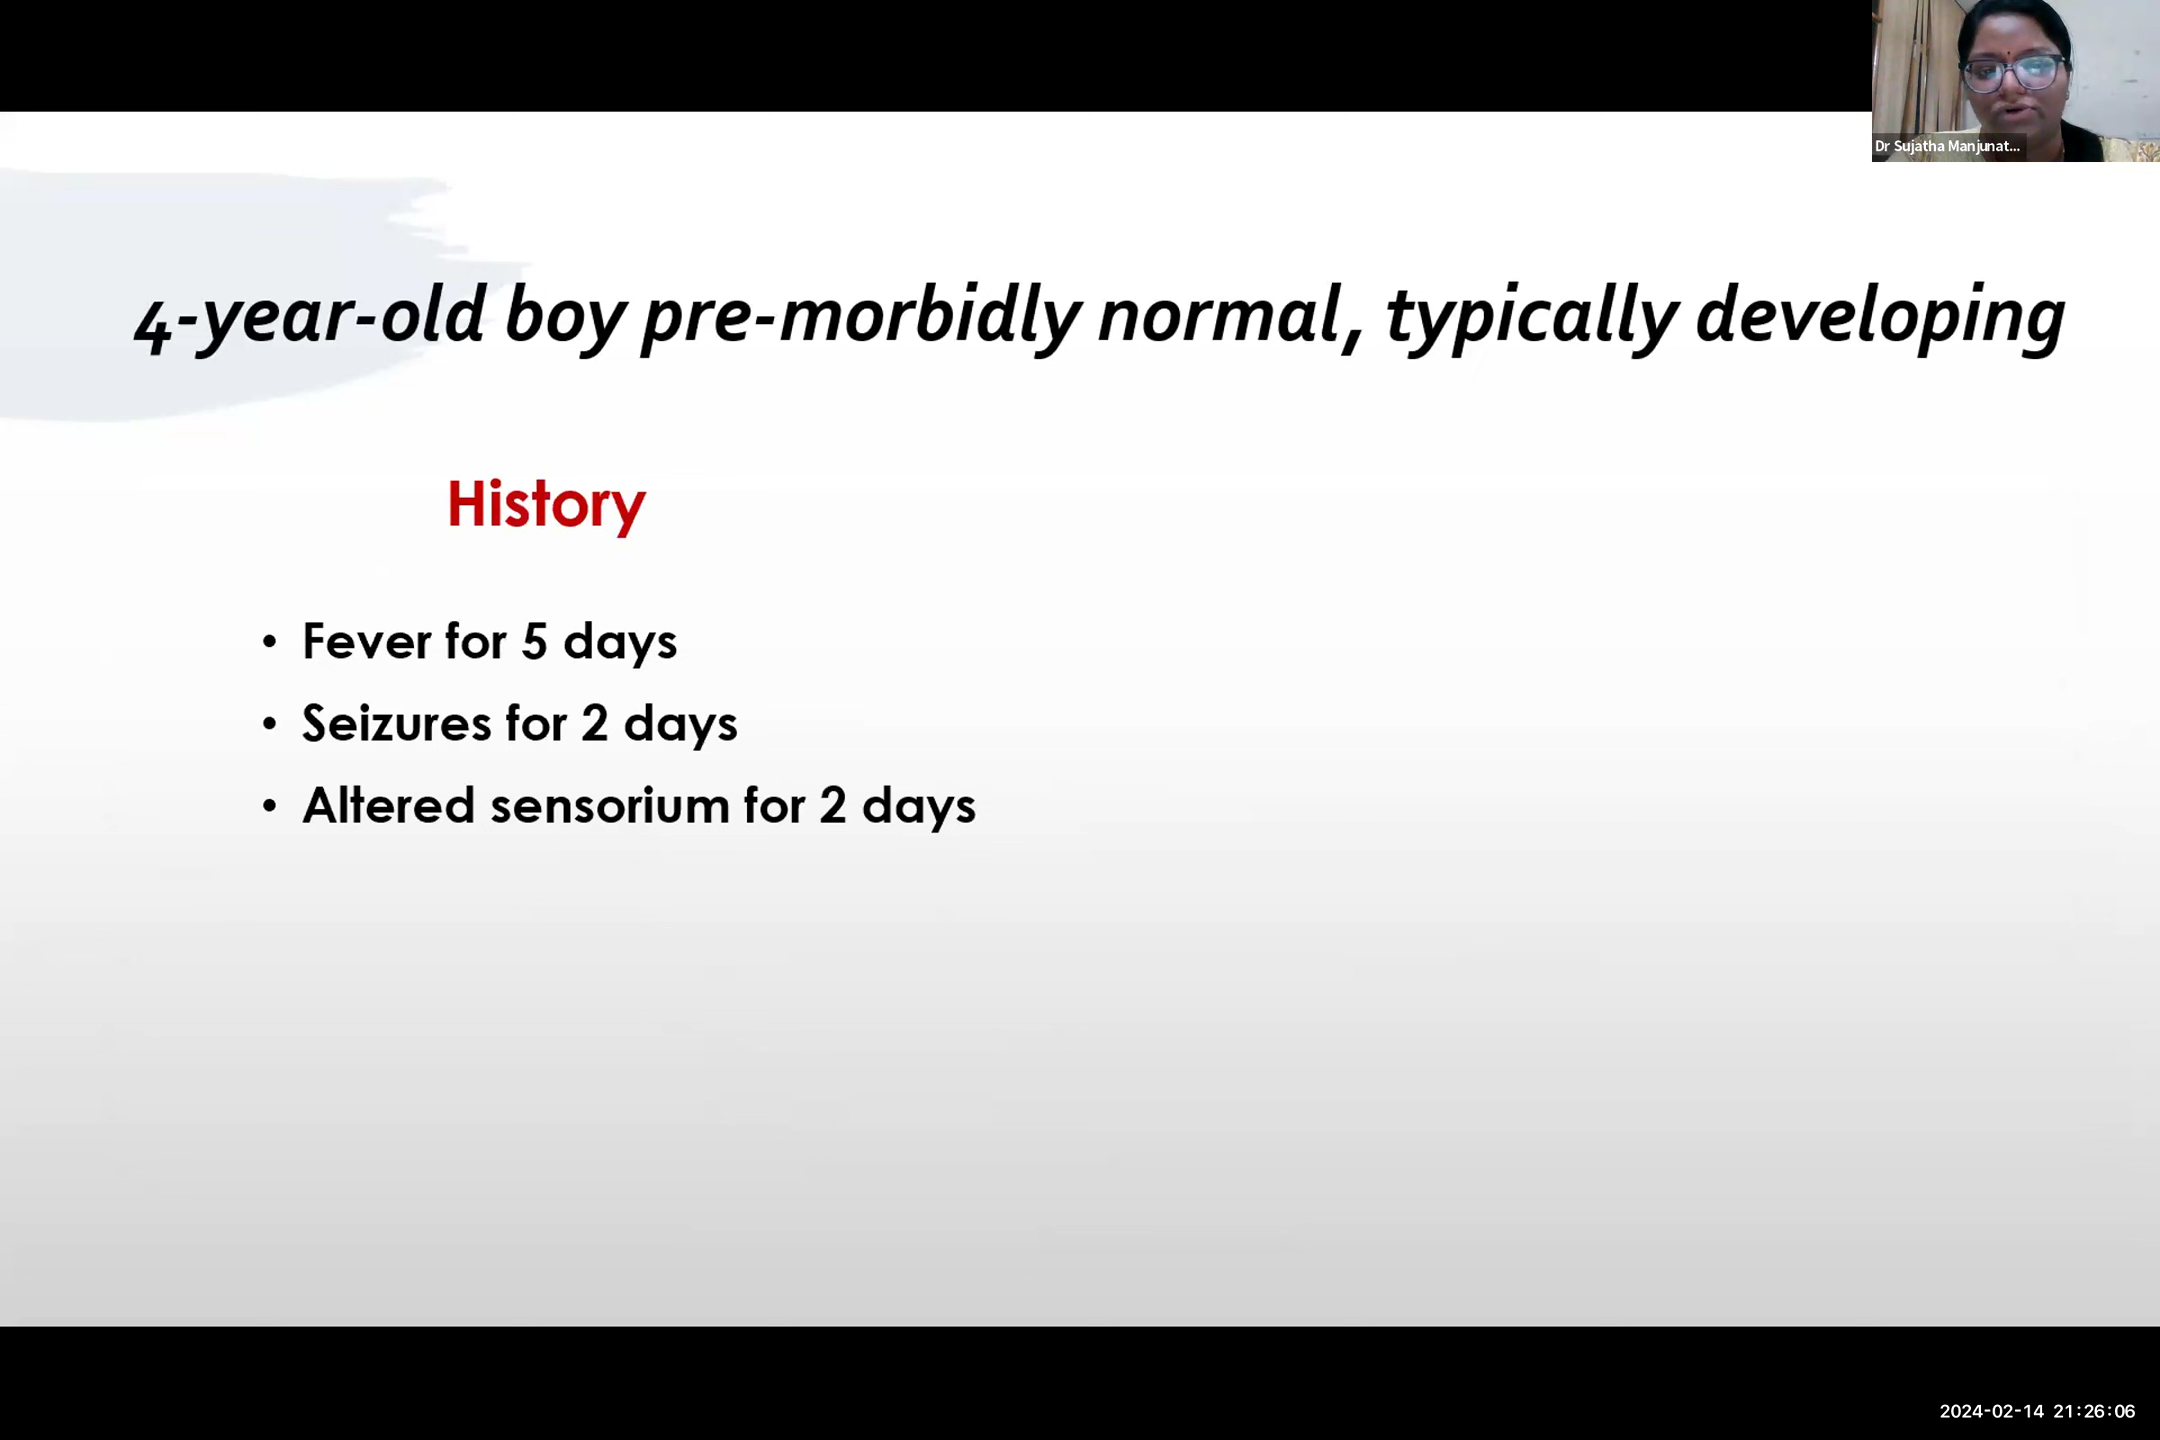 Dr Sujatha Manjunat...
4-year-old boy pre-morbidly normal, typically developing
History
• Fever for 5 days
• Seizures for 2 days
• Altered sensorium for 2 days
2024-02-14 21:26:06